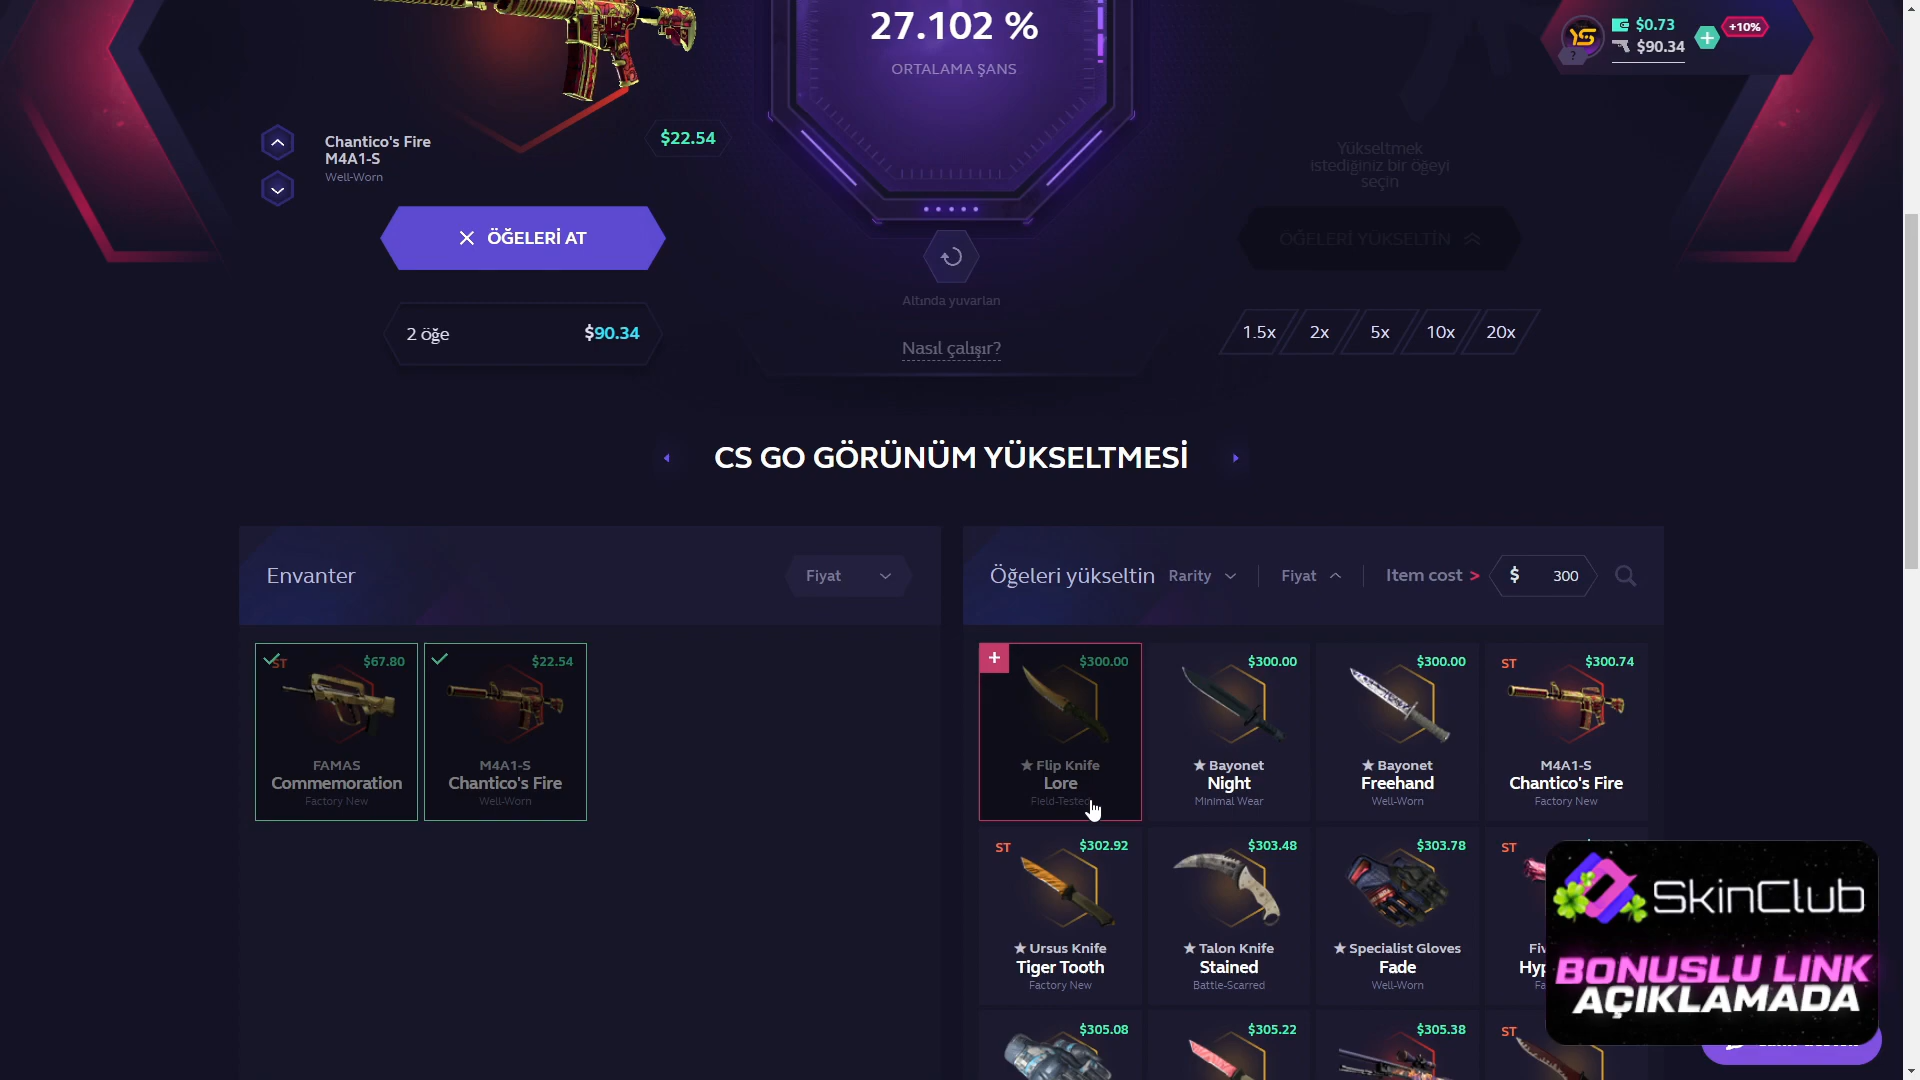 27.102 %
ORTALAMA ŞANS
$0.73
+10%
$90.34
?
Chantico's Fire
M4A1-S
Well-Worn
$22.54
Yükseltmek
istediğiniz bir öğeyi
seçin
ÖĞELERİ AT
ÖĞELERİ YÜKSELTİN
Altında yuvarlan
2 öğe
$90.34
Nasıl çalışır?
1.5x
2x
5x
10x
20x
CS GO GÖRÜNÜM YÜKSELTMESİ
Envanter
Fiyat
Öğeleri yükseltin
Rarity
Fiyat
Item cost >
$
300
ST
$67.80
FAMAS
Commemoration
Factory New
$22.54
M4A1-S
Chantico's Fire
Well-Worn
$300.00
★ Flip Knife
Lore
Field-Tested
$300.00
★ Bayonet
Night
Minimal Wear
$300.00
★ Bayonet
Freehand
Well-Worn
ST
$300.74
M4A1-S
Chantico's Fire
Factory New
ST
$302.92
★ Ursus Knife
Tiger Tooth
Factory New
$303.48
★ Talon Knife
Stained
Battle-Scarred
$303.78
★ Specialist Gloves
Fade
Well-Worn
ST
SKINCLUB
BONUSLU LINK
AÇIKLAMADA
$305.08
$305.22
$305.38
ST